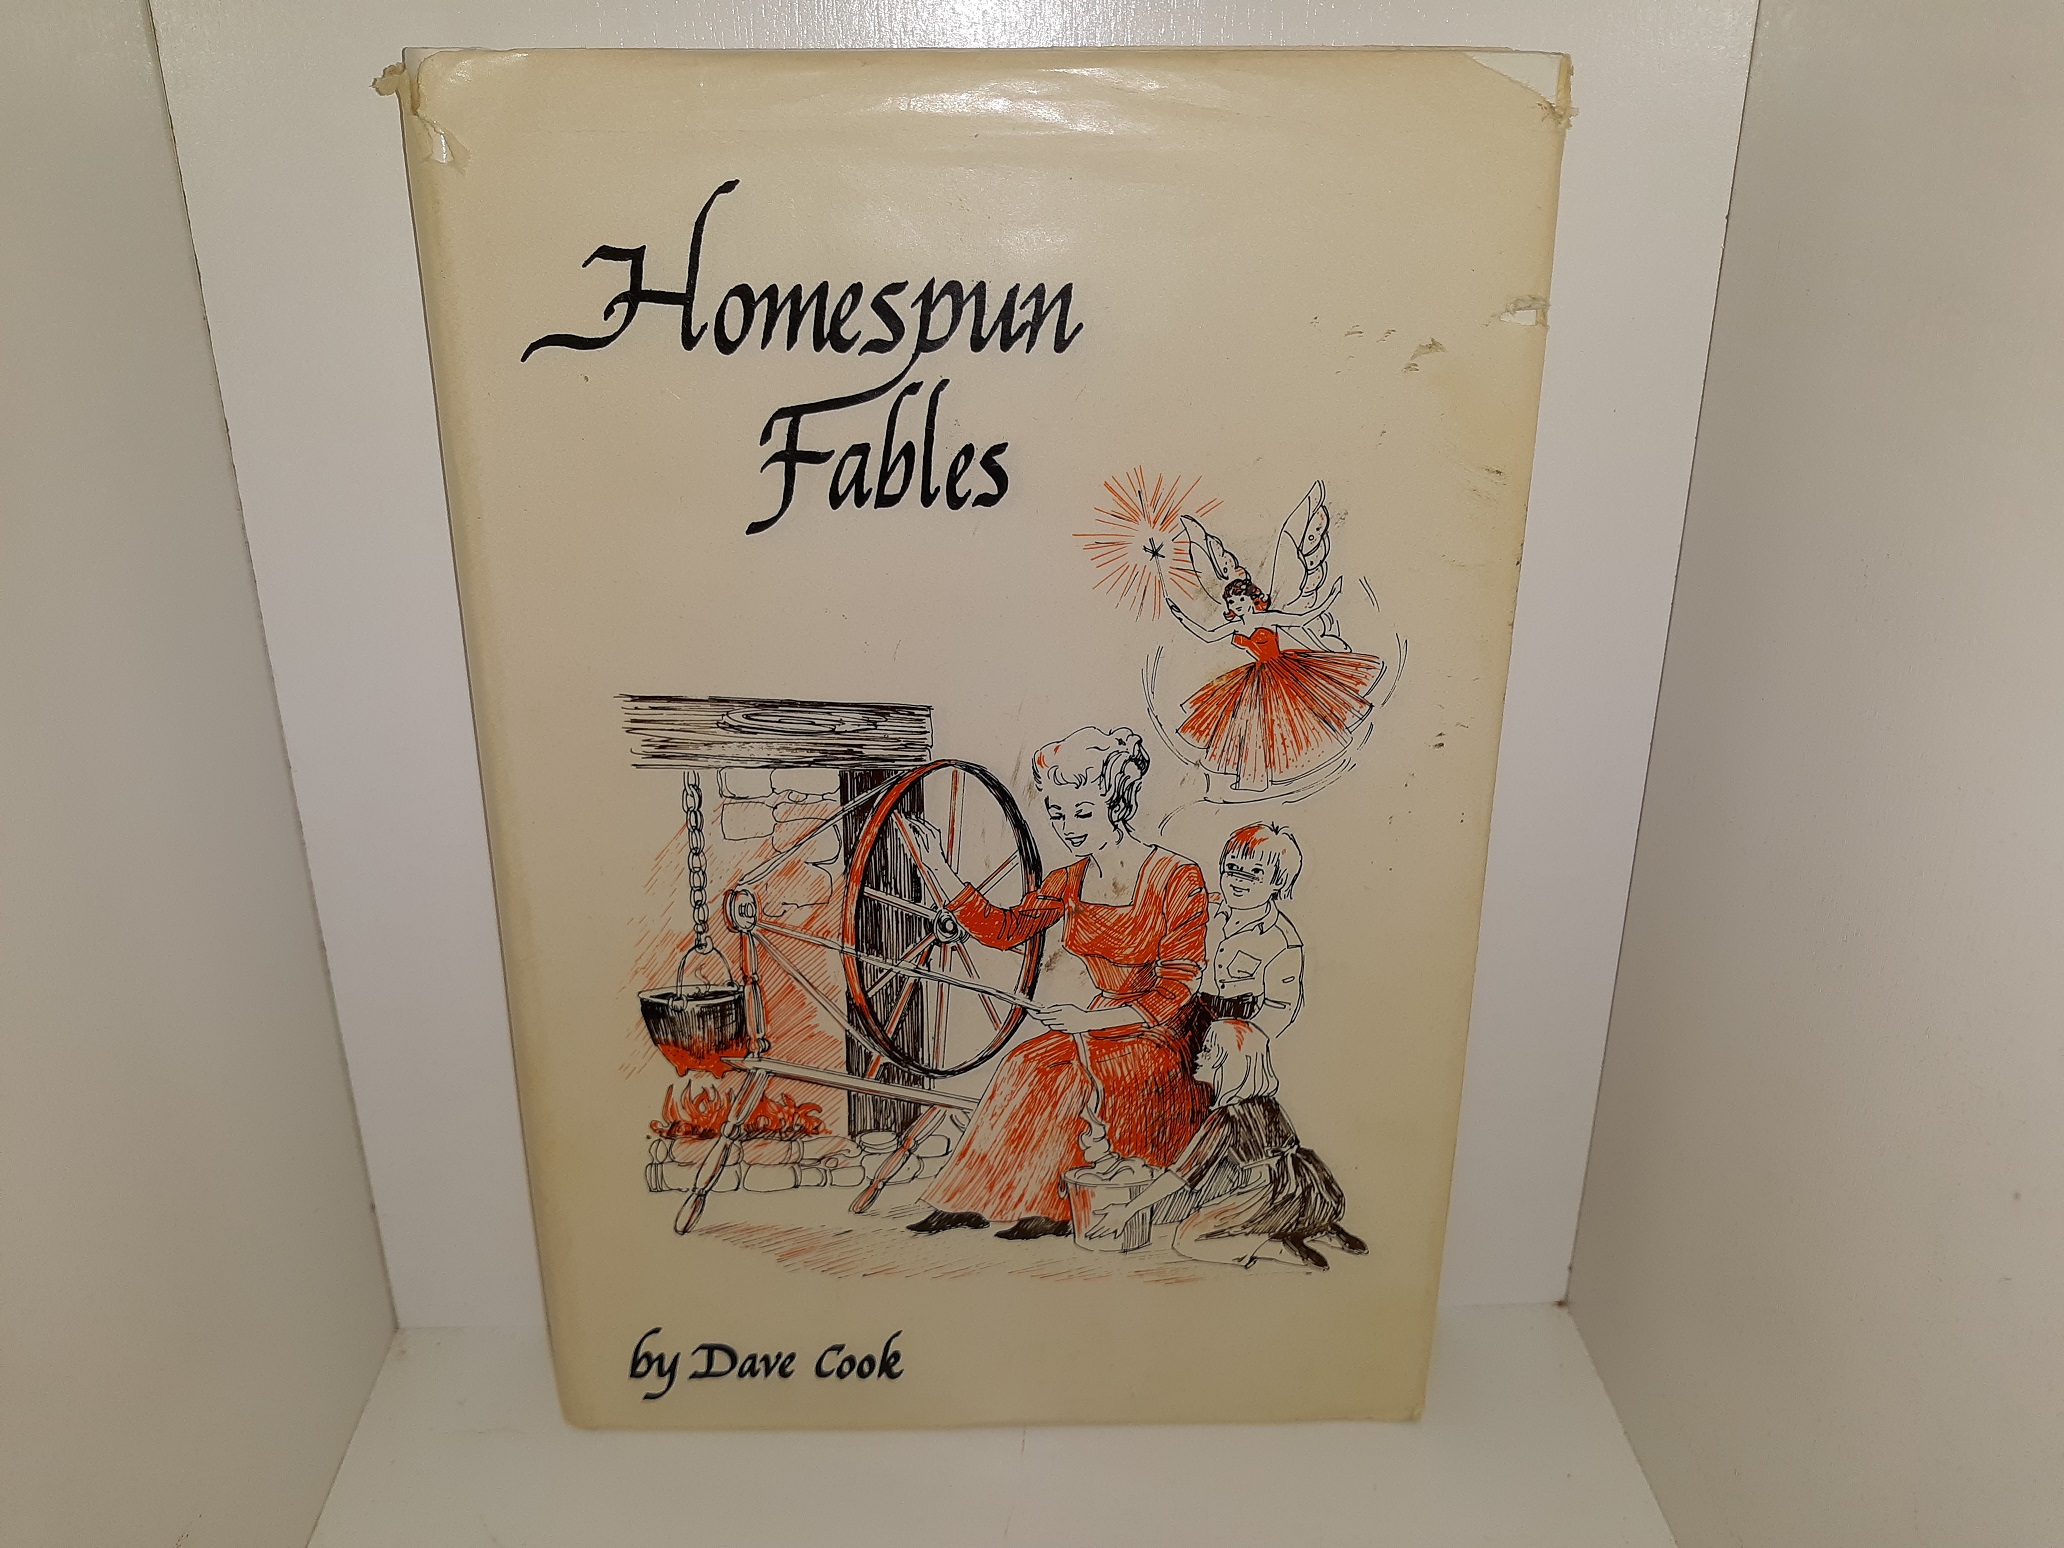 Homespun
Fables
by Dave Cook